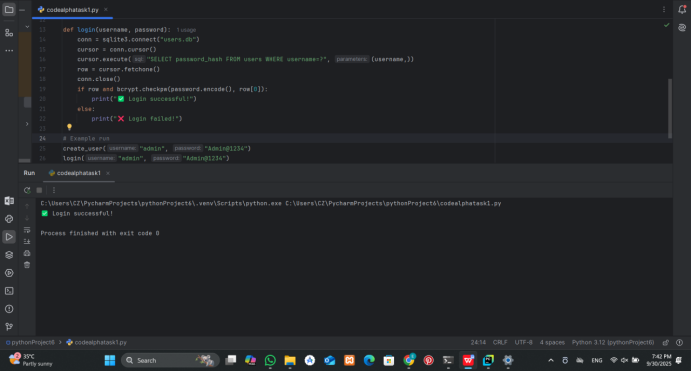 codealphatask1.py
13 def login(username, password): 1 usage
14 conn = sqlite3.connect("users.db")
15 cursor = conn.cursor()
16 cursor.execute( sql: "SELECT password_hash FROM users WHERE username=?", parameters: (username,))
17 row = cursor.fetchone()
18 conn.close()
19 if row and bcrypt.checkpw(password.encode(), row[0]):
20 print("✅ Login successful!")
21 else:
22 print("❌ Login failed!")
23
24 # Example run
25 create_user( username: "admin", password: "Admin@1234")
26 login( username: "admin", password: "Admin@1234")
Run codealphatask1
C:\Users\CZ\PycharmProjects\pythonProject6\.venv\Scripts\python.exe C:\Users\CZ\PycharmProjects\pythonProject6\codealphatask1.py
✅ Login successful!
Process finished with exit code 0
pythonProject6 > codealphatask1.py 24:14 CRLF UTF-8 4 spaces Python 3.12 (pythonProject6)
35°C
Partly sunny
Search
ENG
7:42 PM
9/30/2025